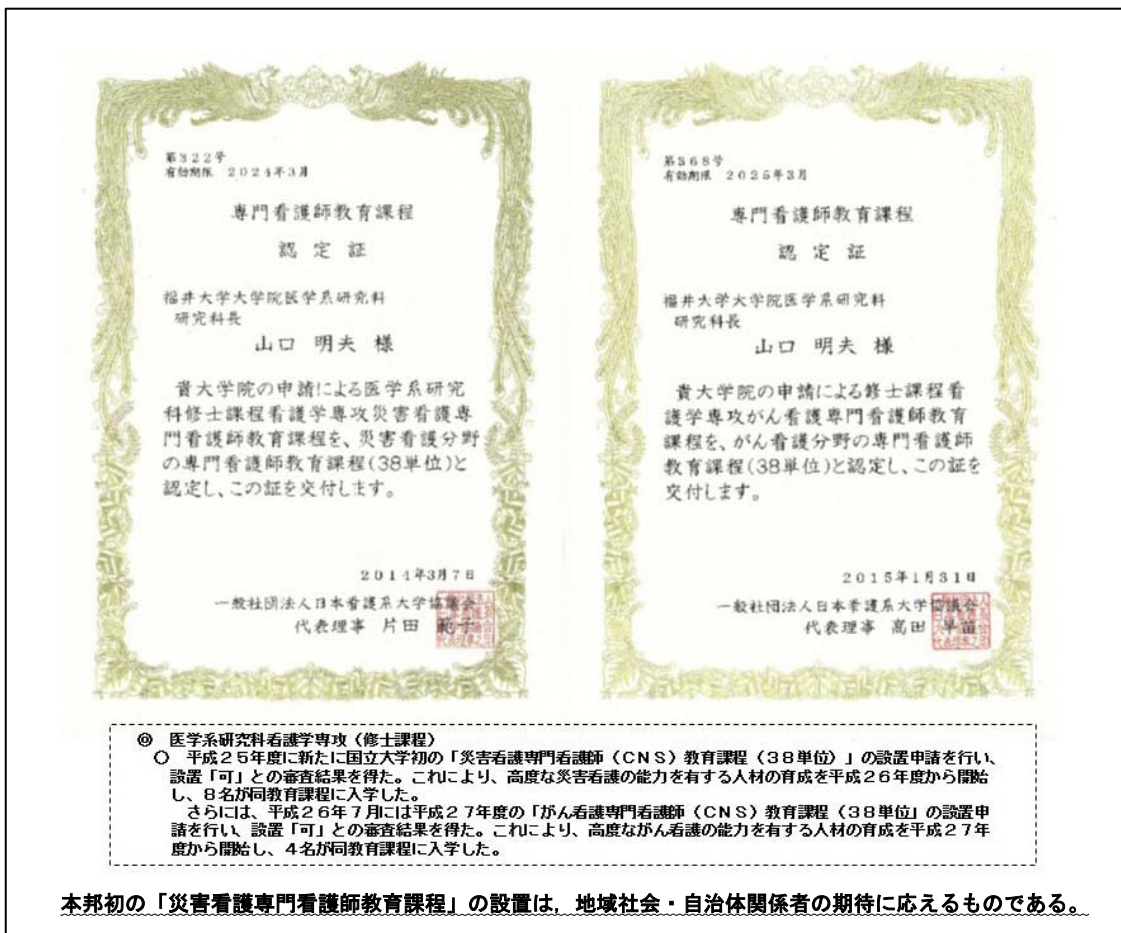 第322号
有効期限 2024年3月
専門看護師教育課程
認定証
福井大学大学院医学系研究科
研究科長
山口 明夫 様
貴大学院の申請による医学系研究
科修士課程看護学専攻災害看護専
門看護師教育課程を、災害看護分野
の専門看護師教育課程(38単位)と
認定し、この証を交付します。
2014年3月7日
一般社団法人日本看護系大学協議会
代表理事 片田 範子
第368号
有効期限 2025年3月
専門看護師教育課程
認定証
福井大学大学院医学系研究科
研究科長
山口 明夫 様
貴大学院の申請による修士課程看
護学専攻がん看護専門看護師教育
課程を、がん看護分野の専門看護師
教育課程(38単位)と認定し、この証を
交付します。
2015年1月31日
一般社団法人日本看護系大学協議会
代表理事 高田 早苗
◎ 医学系研究科看護学専攻（修士課程）
○ 平成２５年度に新たに国立大学初の「災害看護専門看護師（ＣＮＳ）教育課程（３８単位）」の設置申請を行い、
設置「可」との審査結果を得た。これにより、高度な災害看護の能力を有する人材の育成を平成２６年度から開始
し、８名が同教育課程に入学した。
さらには、平成２６年７月には平成２７年度の「がん看護専門看護師（ＣＮＳ）教育課程（３８単位）の設置申
請を行い、設置「可」との審査結果を得た。これにより、高度ながん看護の能力を有する人材の育成を平成２７年
度から開始し、４名が同教育課程に入学した。
本邦初の「災害看護専門看護師教育課程」の設置は，地域社会・自治体関係者の期待に応えるものである。